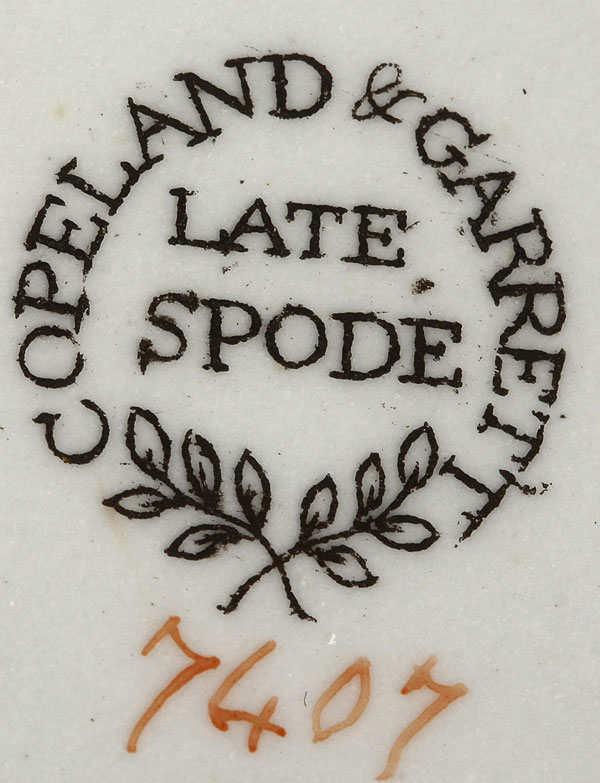 COPELAND & GARRETT
LATE
SPODE
7407